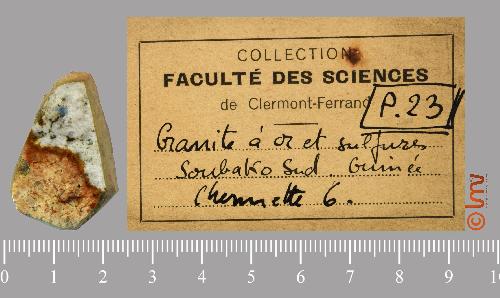 COLLECTION
FACULTÉ DES SCIENCES
de Clermont-Ferrand
P.23
Granite à or et sulfures
Soubako Sud. Guinée
Chemisette 6.
© Lmv
0 1 2 3 4 5 6 7 8 9 10